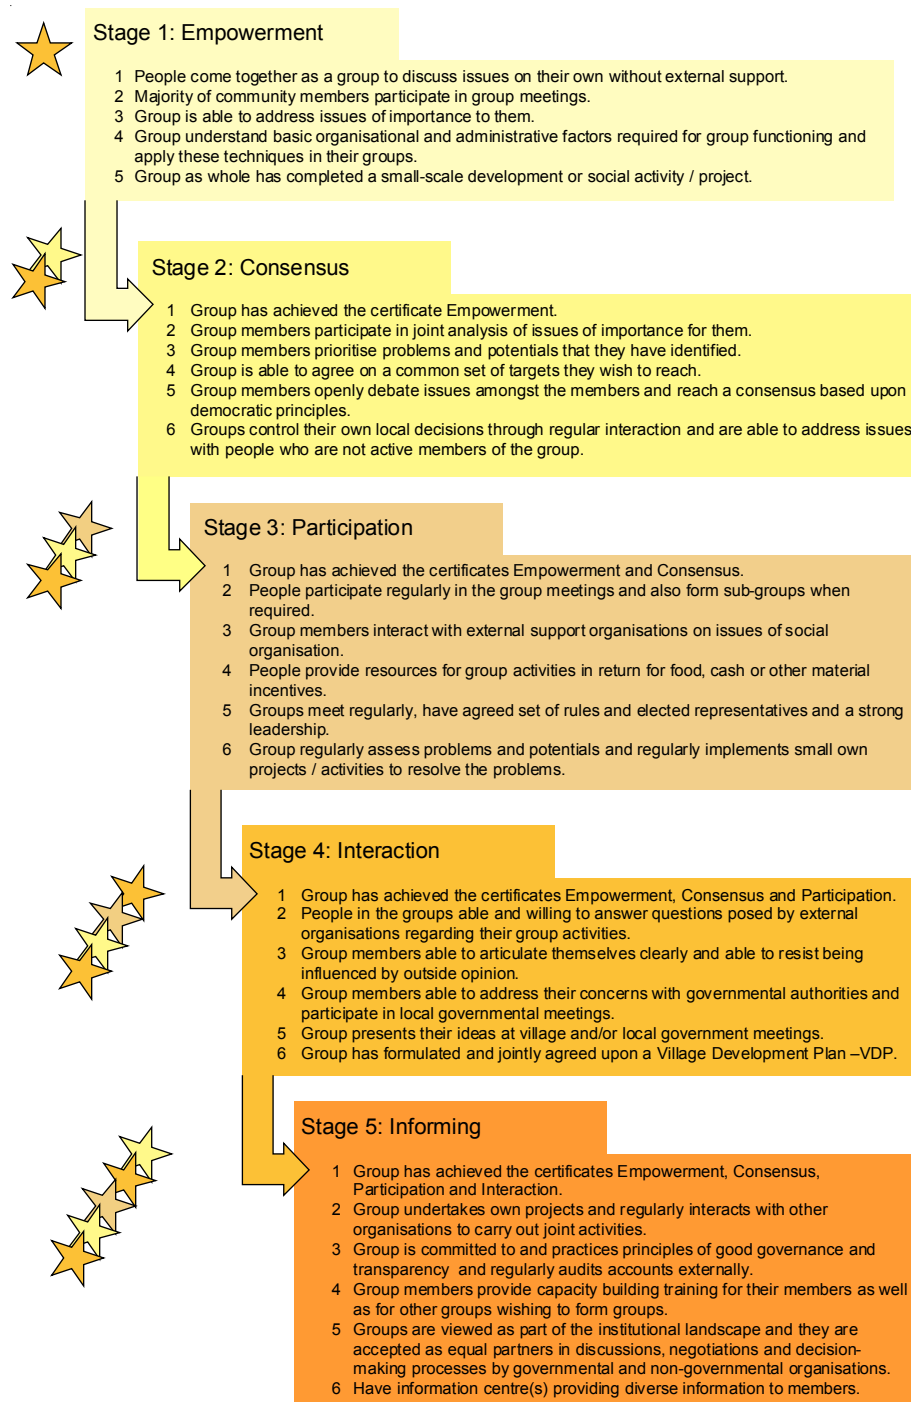 Stage 1: Empowerment
1 People come together as a group to discuss issues on their own without external support.
2 Majority of community members participate in group meetings.
3 Group is able to address issues of importance to them.
4 Group understand basic organisational and administrative factors required for group functioning and
apply these techniques in their groups.
5 Group as whole has completed a small-scale development or social activity / project.
Stage 2: Consensus
1 Group has achieved the certificate Empowerment.
2 Group members participate in joint analysis of issues of importance for them.
3 Group members prioritise problems and potentials that they have identified.
4 Group is able to agree on a common set of targets they wish to reach.
5 Group members openly debate issues amongst the members and reach a consensus based upon
democratic principles.
6 Groups control their own local decisions through regular interaction and are able to address issues
with people who are not active members of the group.
Stage 3: Participation
1 Group has achieved the certificates Empowerment and Consensus.
2 People participate regularly in the group meetings and also form sub-groups when
required.
3 Group members interact with external support organisations on issues of social
organisation.
4 People provide resources for group activities in return for food, cash or other material
incentives.
5 Groups meet regularly, have agreed set of rules and elected representatives and a strong
leadership.
6 Group regularly assess problems and potentials and regularly implements small own
projects / activities to resolve the problems.
Stage 4: Interaction
1 Group has achieved the certificates Empowerment, Consensus and Participation.
2 People in the groups able and willing to answer questions posed by external
organisations regarding their group activities.
3 Group members able to articulate themselves clearly and able to resist being
influenced by outside opinion.
4 Group members able to address their concerns with governmental authorities and
participate in local governmental meetings.
5 Group presents their ideas at village and/or local government meetings.
6 Group has formulated and jointly agreed upon a Village Development Plan –VDP.
Stage 5: Informing
1 Group has achieved the certificates Empowerment, Consensus,
Participation and Interaction.
2 Group undertakes own projects and regularly interacts with other
organisations to carry out joint activities.
3 Group is committed to and practices principles of good governance and
transparency and regularly audits accounts externally.
4 Group members provide capacity building training for their members as well
as for other groups wishing to form groups.
5 Groups are viewed as part of the institutional landscape and they are
accepted as equal partners in discussions, negotiations and decision-
making processes by governmental and non-governmental organisations.
6 Have information centre(s) providing diverse information to members.